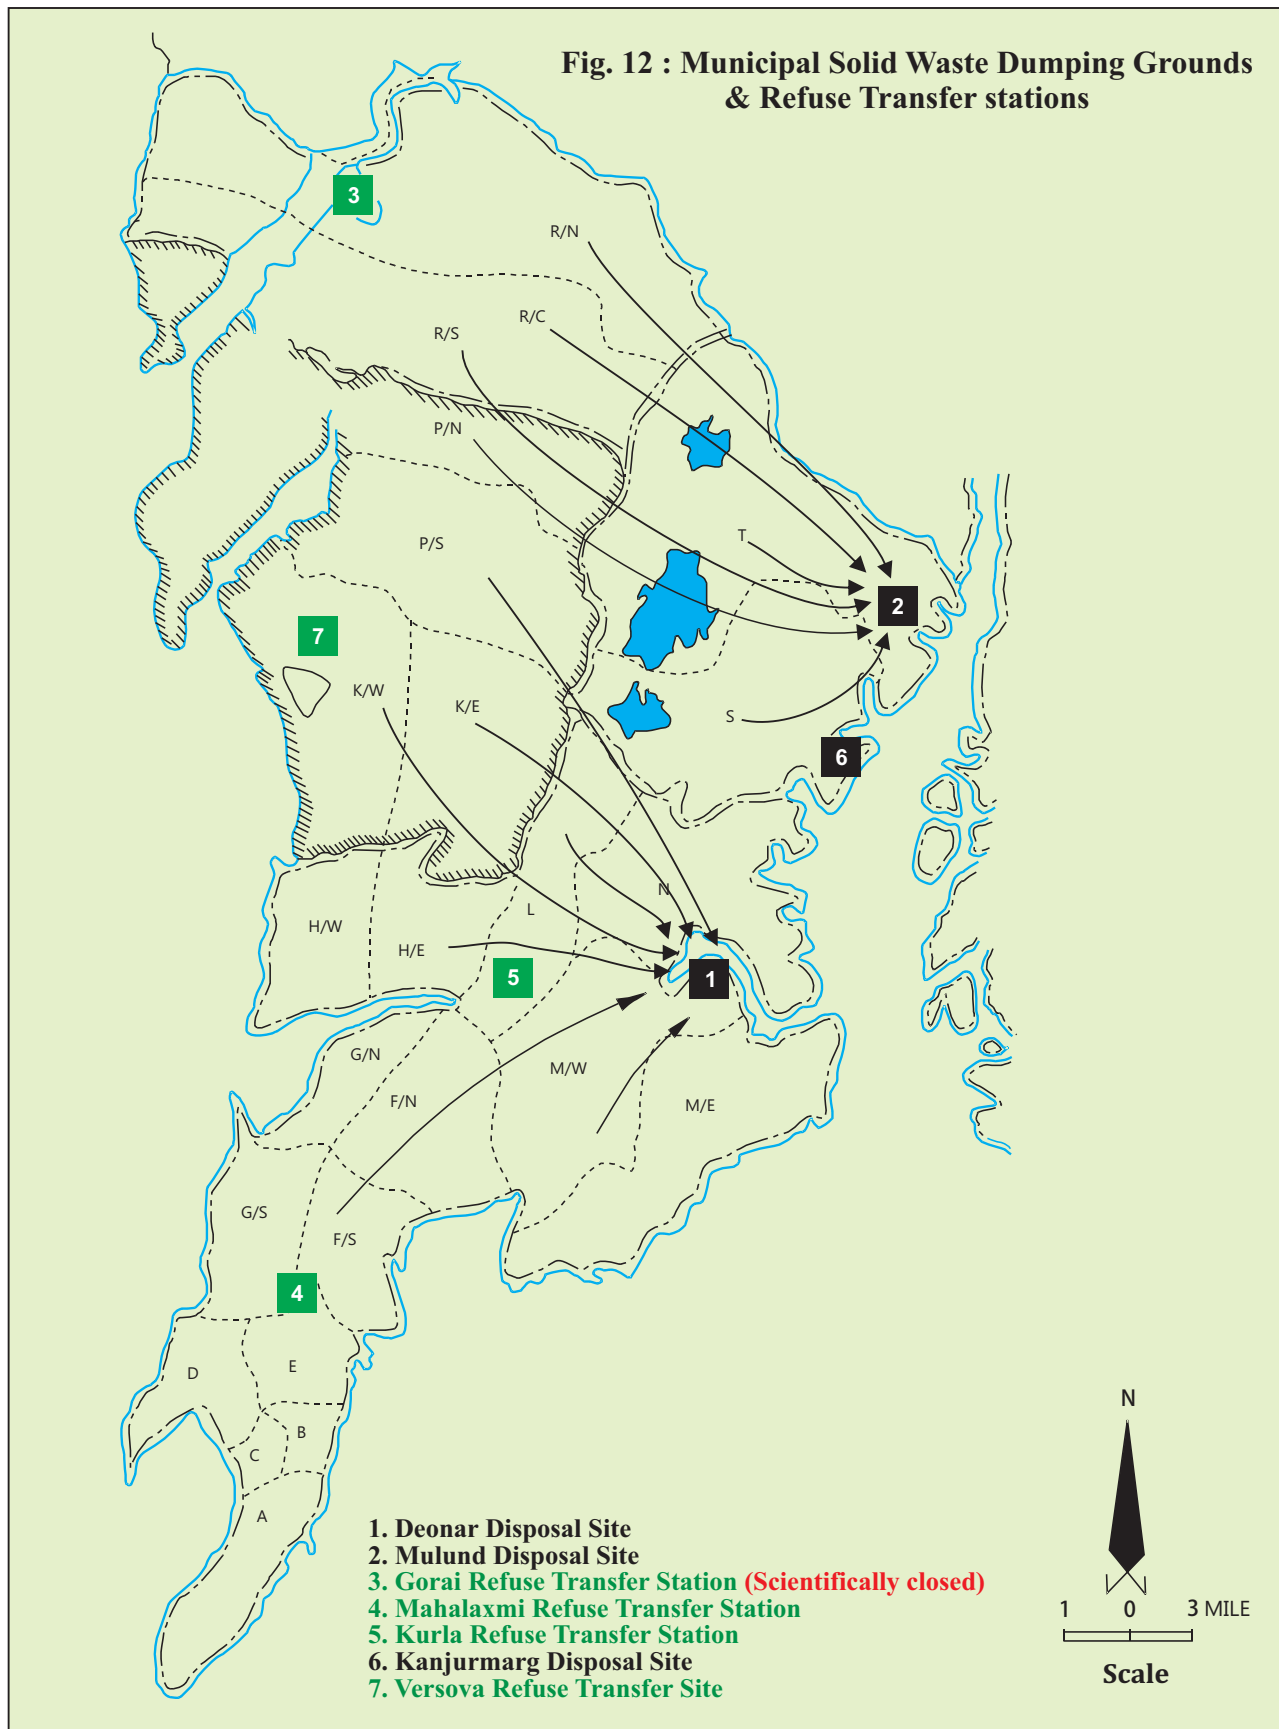 Fig. 12 : Municipal Solid Waste Dumping Grounds
& Refuse Transfer stations
3
R/N
R/C
R/S
P/N
T
P/S
2
7
K/W
K/E
S
6
N
L
H/W
H/E
5
1
G/N
M/W
F/N
M/E
G/S
F/S
4
D
E
B
C
A
N
1 0 3 MILE
Scale
1. Deonar Disposal Site
2. Mulund Disposal Site
3. Gorai Refuse Transfer Station (Scientifically closed)
4. Mahalaxmi Refuse Transfer Station
5. Kurla Refuse Transfer Station
6. Kanjurmarg Disposal Site
7. Versova Refuse Transfer Site